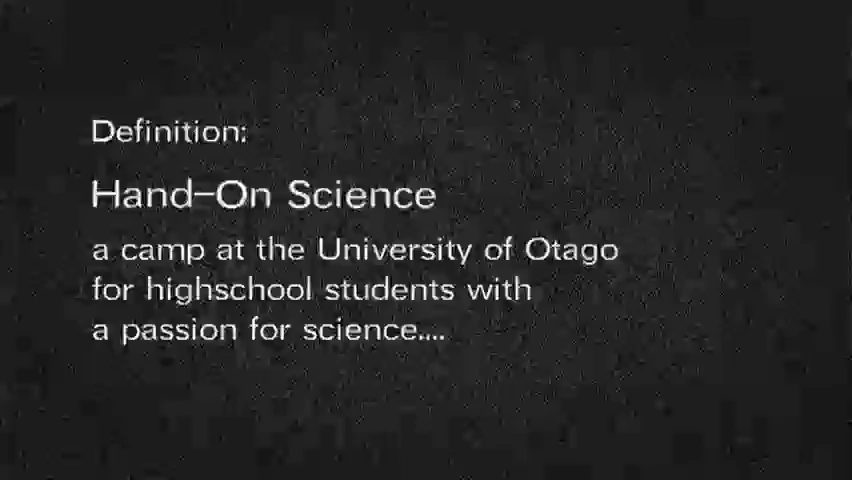 Definition:
Hand-On Science
a camp at the University of Otago
for highschool students with
a passion for science....